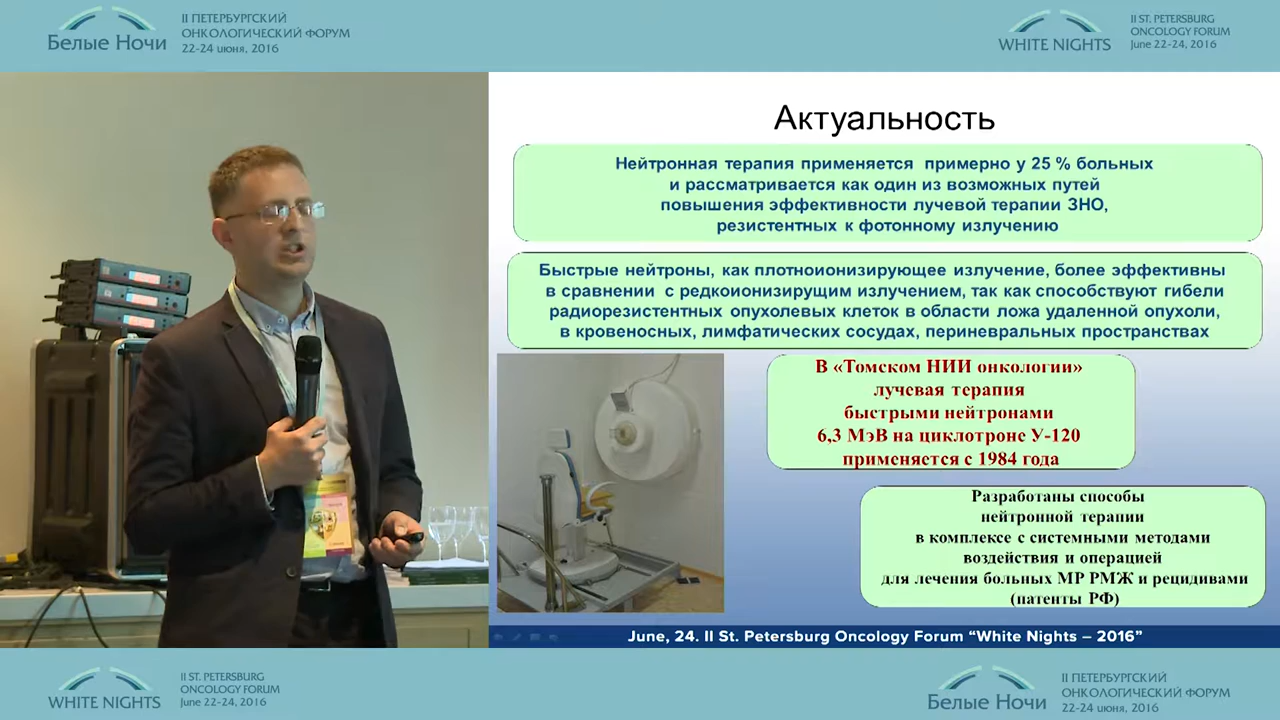 II ПЕТЕРБУРГСКИЙ
ОНКОЛОГИЧЕСКИЙ ФОРУМ
Белые Ночи
22-24 июня, 2016
II ST. PETERSBURG
ONCOLOGY FORUM
WHITE NIGHTS
June 22-24, 2016
Актуальность
Нейтронная терапия применяется примерно у 25 % больных
и рассматривается как один из возможных путей
повышения эффективности лучевой терапии ЗНО,
резистентных к фотонному излучению
Быстрые нейтроны, как плотноионизирующее излучение, более эффективны
в сравнении с редкоионизирущим излучением, так как способствуют гибели
радиорезистентных опухолевых клеток в области ложа удаленной опухоли,
в кровеносных, лимфатических сосудах, периневральных пространствах
В «Томском НИИ онкологии»
лучевая терапия
быстрыми нейтронами
6,3 МэВ на циклотроне У-120
применяется с 1984 года
Разработаны способы
нейтронной терапии
в комплексе с системными методами
воздействия и операцией
для лечения больных МР РМЖ и рецидивами
(патенты РФ)
June, 24. II St. Petersburg Oncology Forum “White Nights – 2016”
WHITE NIGHTS
II ST. PETERSBURG
ONCOLOGY FORUM
June 22-24, 2016
Белые Ночи
II ПЕТЕРБУРГСКИЙ
ОНКОЛОГИЧЕСКИЙ ФОРУМ
22-24 июня, 2016